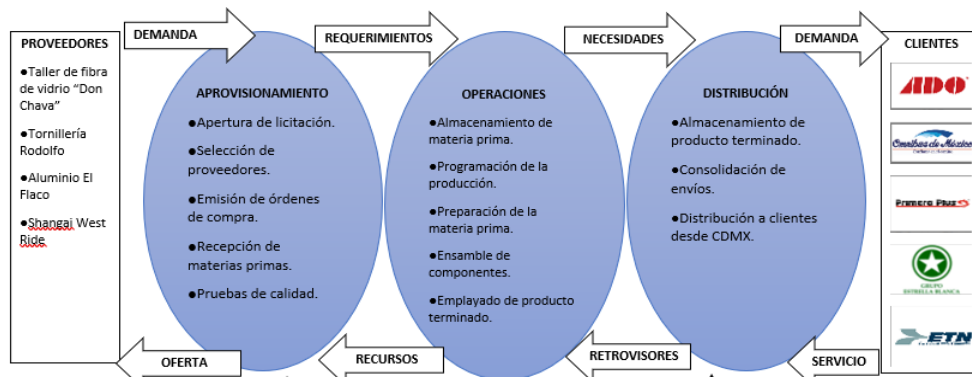 PROVEEDORES
●Taller de fibra
de vidrio “Don
Chava”
●Tornillería
Rodolfo
●Aluminio El
Flaco
●Shangai West
Ride
DEMANDA
APROVISIONAMIENTO
●Apertura de licitación.
●Selección de
proveedores.
●Emisión de órdenes
de compra.
●Recepción de
materias primas.
●Pruebas de calidad.
REQUERIMIENTOS
OPERACIONES
●Almacenamiento de
materia prima.
●Programación de la
producción.
●Preparación de la
materia prima.
●Ensamble de
componentes.
●Emplayado de producto
terminado.
NECESIDADES
DISTRIBUCIÓN
●Almacenamiento de
producto terminado.
●Consolidación de
envíos.
●Distribución a clientes
desde CDMX.
DEMANDA
CLIENTES
ADO
Omnibus de México
Primera Plus
GRUPO
ESTRELLA BLANCA
ETN
OFERTA
RECURSOS
RETROVISORES
SERVICIO